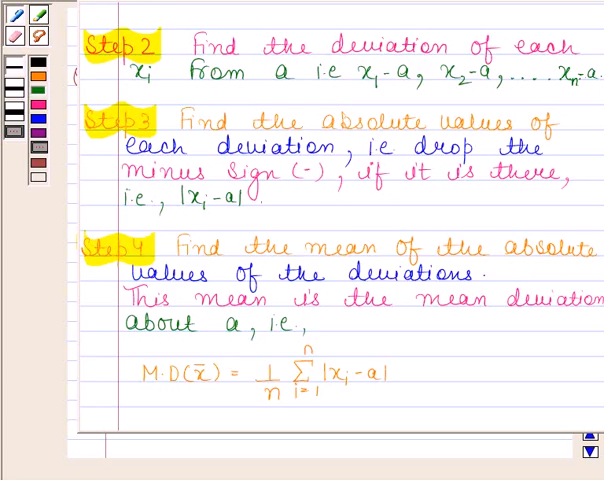 Step 2 Find the deviation of each
xi from a i.e x₁-a, x₂-a, .... xₙ-a.
Step 3 Find the absolute values of
each deviation, i.e drop the
minus sign (-), if it is there,
i.e., |xi-a|.
Step 4 Find the mean of the absolute
values of the deviations.
This mean is the mean deviation
about a, i.e.,
M.D(x̄) = 1/n Σ_{i=1}^{n} |xi-a|